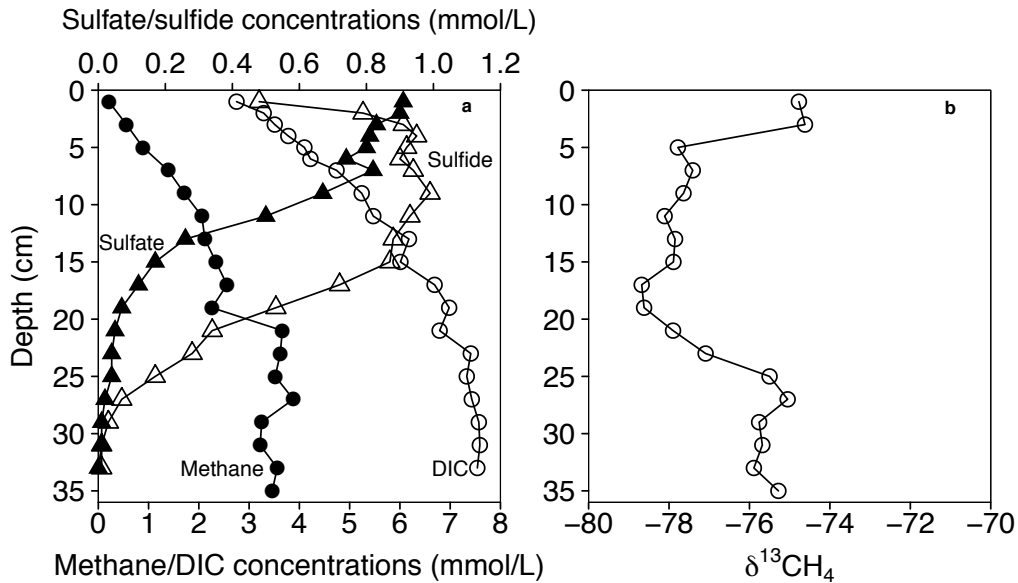 Sulfate/sulfide concentrations (mmol/L)
0.0 0.2 0.4 0.6 0.8 1.0 1.2
0 5 10 15 20 25 30 35
Depth (cm)
a
Sulfide
Sulfate
Methane
DIC
0 1 2 3 4 5 6 7 8
Methane/DIC concentrations (mmol/L)
b
0 5 10 15 20 25 30 35
−80 −78 −76 −74 −72 −70
δ¹³CH₄